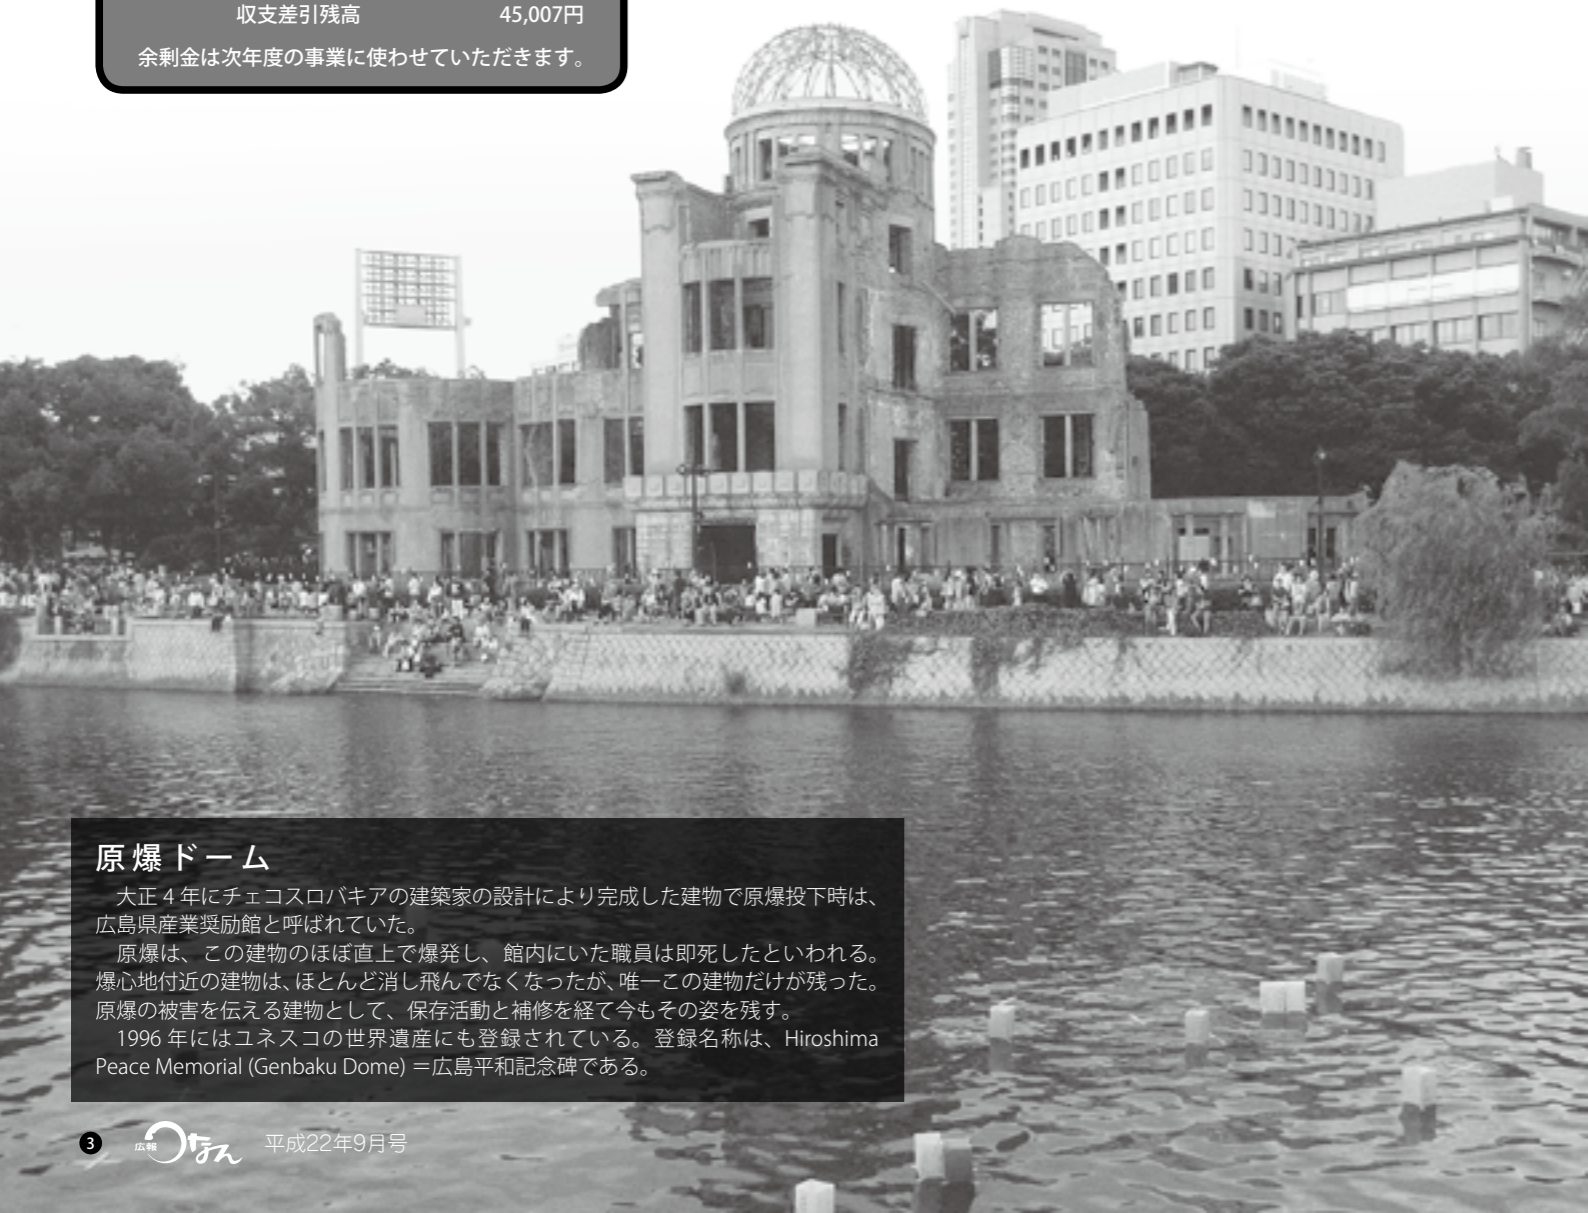 収支差引残高 45,007円
余剰金は次年度の事業に使わせていただきます。
原爆ドーム
大正 4 年にチェコスロバキアの建築家の設計により完成した建物で原爆投下時は、
広島県産業奨励館と呼ばれていた。
原爆は、この建物のほぼ直上で爆発し、館内にいた職員は即死したといわれる。
爆心地付近の建物は、ほとんど消し飛んでなくなったが、唯一この建物だけが残った。
原爆の被害を伝える建物として、保存活動と補修を経て今もその姿を残す。
1996 年にはユネスコの世界遺産にも登録されている。登録名称は、Hiroshima
Peace Memorial (Genbaku Dome) ＝広島平和記念碑である。
3 広報 つなん 平成22年9月号